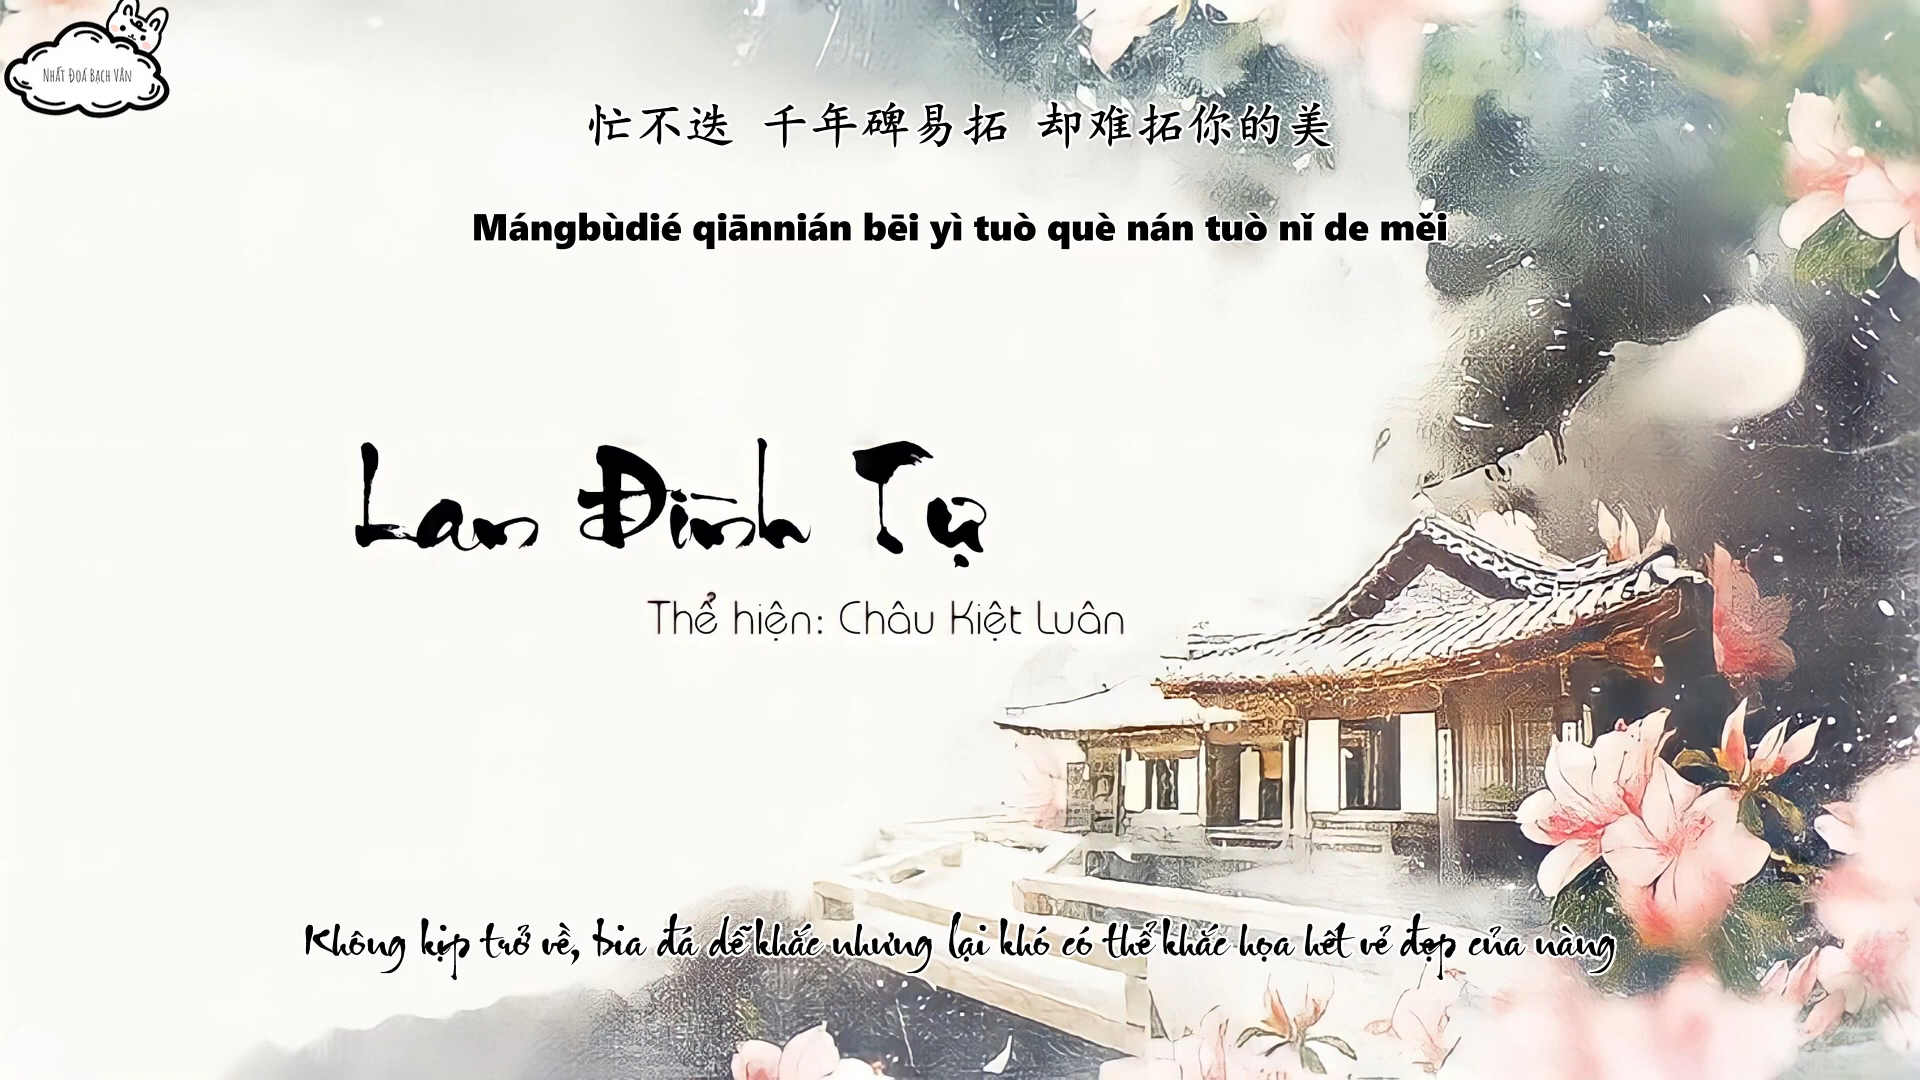 NHẤT ĐOÁ BẠCH VÂN
忙不迭 千年碑易拓 却难拓你的美
Mángbùdié qiānnián bēi yì tuò què nán tuò nǐ de měi
Lan Đình Tự
Thể hiện: Châu Kiệt Luân
Không kịp trở về, bia đá dễ khắc nhưng lại khó có thể khắc họa hết vẻ đẹp của nàng